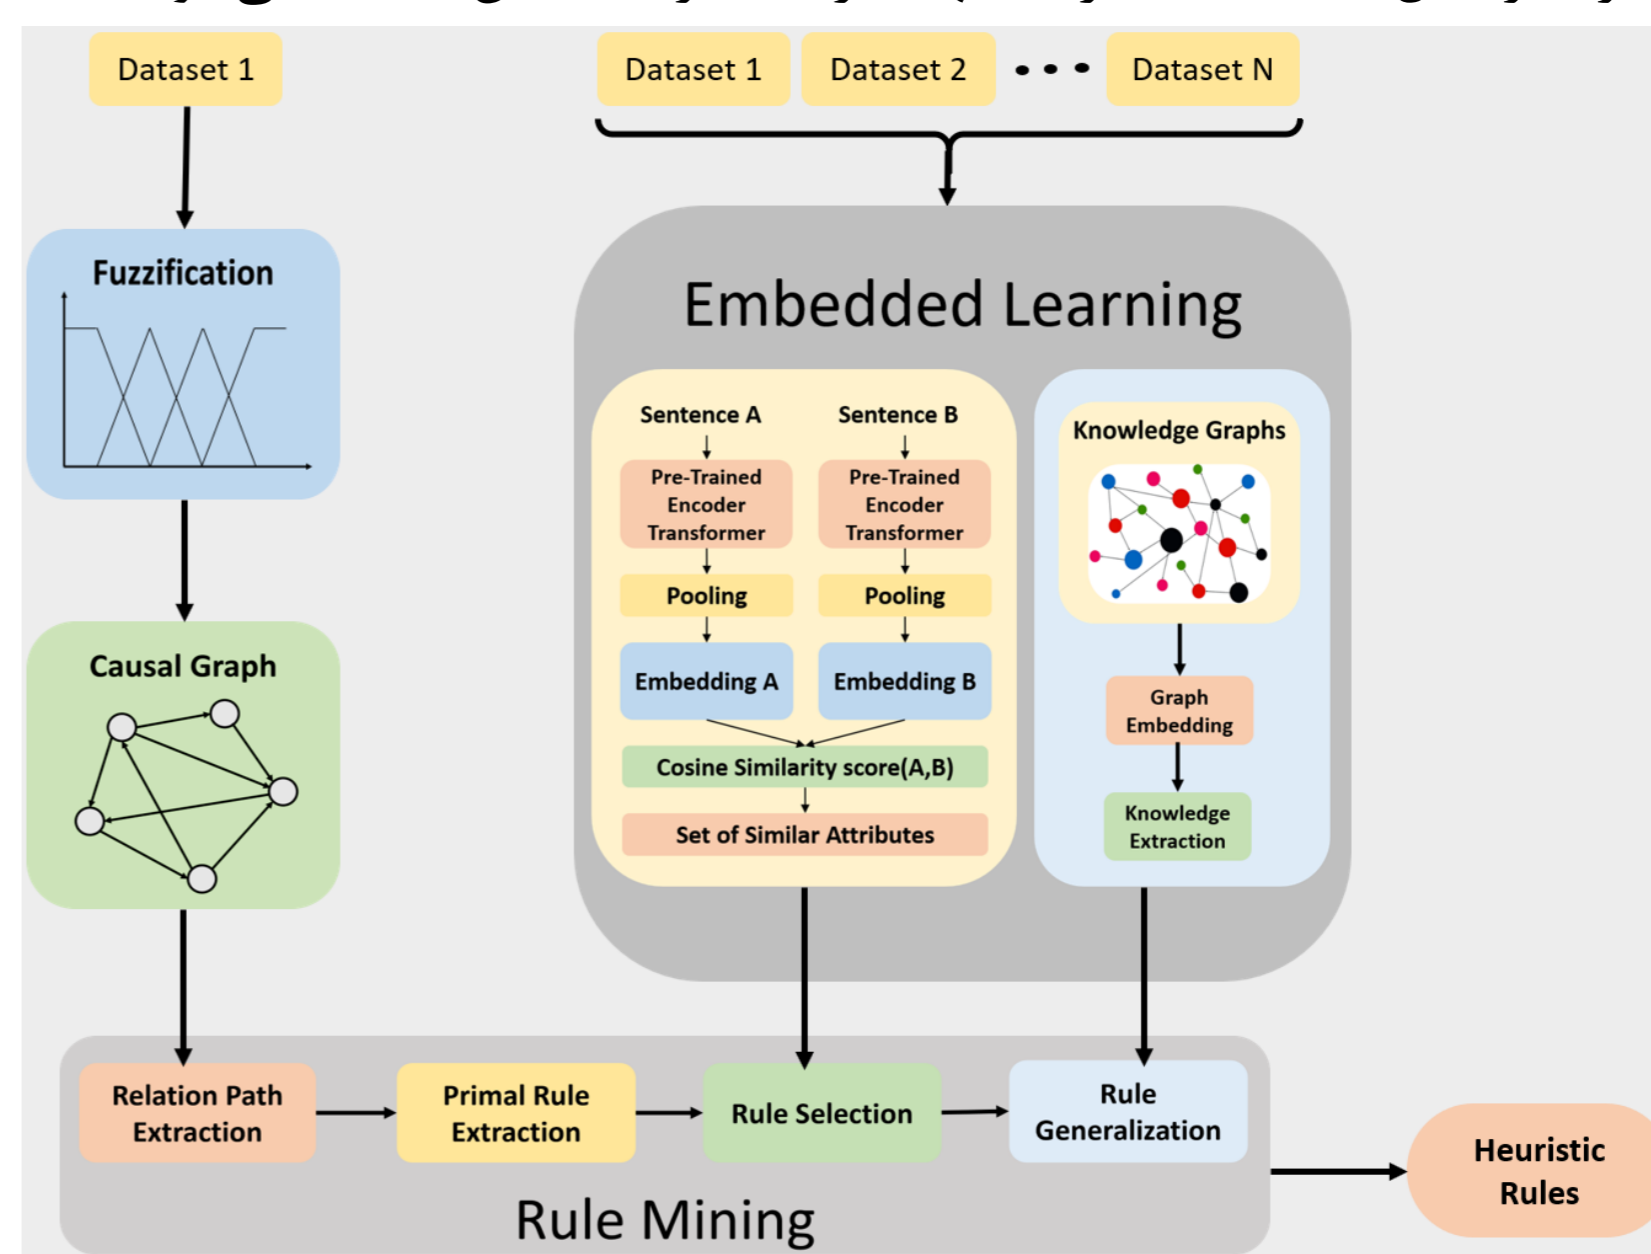 Dataset 1
Dataset 1
Dataset 2
Dataset N
Fuzzification
Embedded Learning
Sentence A
Sentence B
Pre-Trained
Encoder
Transformer
Pre-Trained
Encoder
Transformer
Pooling
Pooling
Embedding A
Embedding B
Cosine Similarity score(A,B)
Set of Similar Attributes
Knowledge Graphs
Graph
Embedding
Knowledge
Extraction
Causal Graph
Relation Path
Extraction
Primal Rule
Extraction
Rule Selection
Rule
Generalization
Rule Mining
Heuristic
Rules